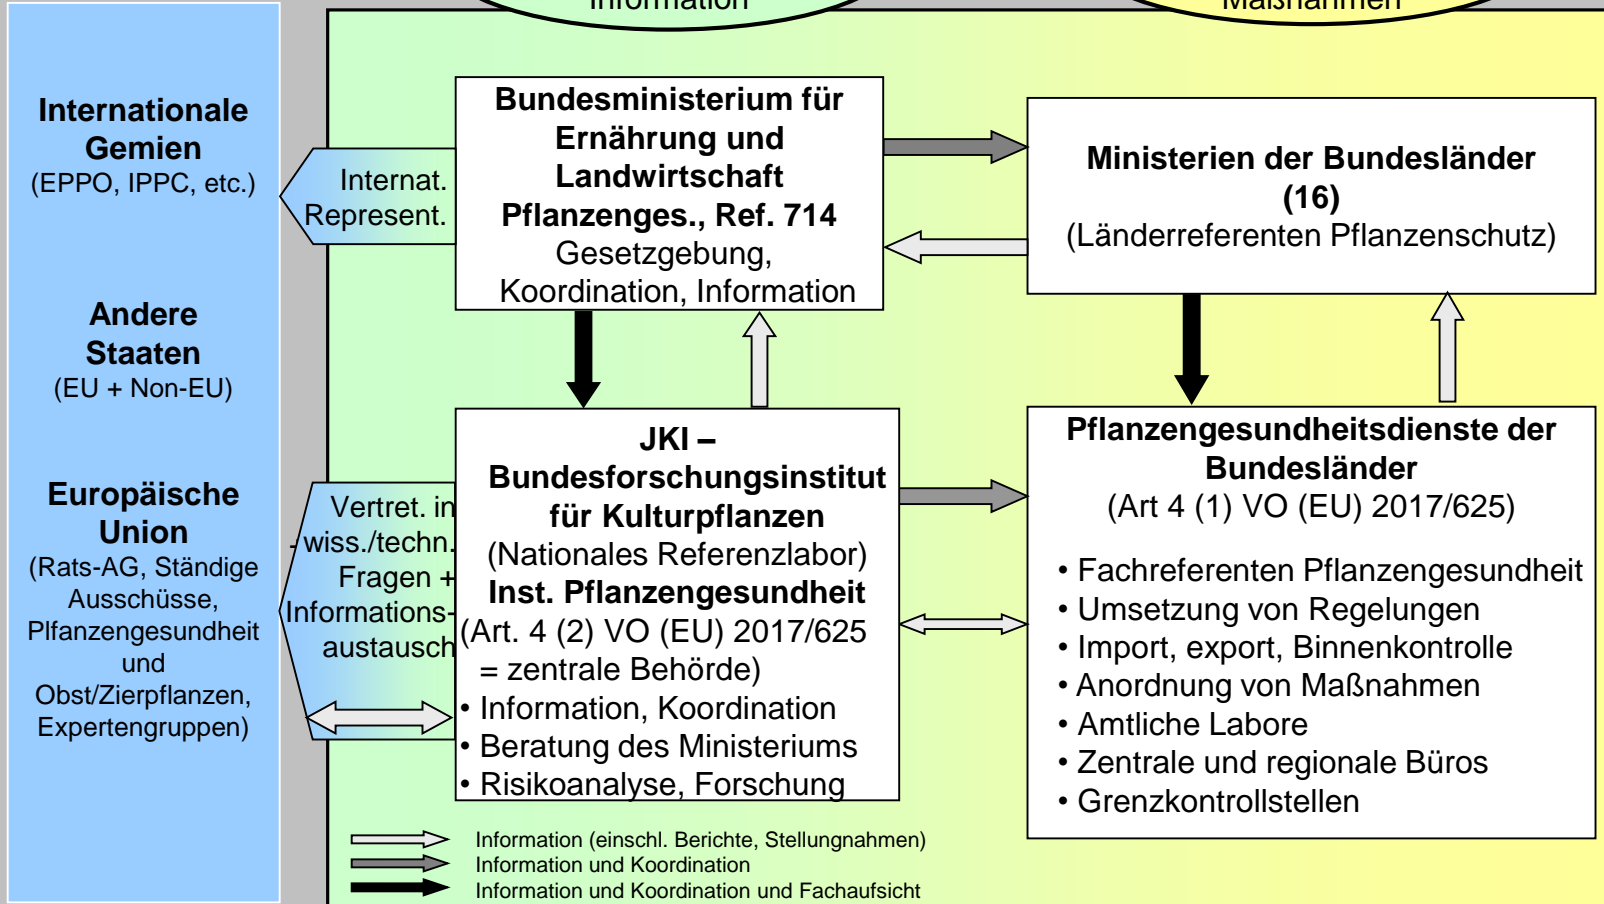 Information
Maßnahmen
Internationale
Gemien
(EPPO, IPPC, etc.)
Andere
Staaten
(EU + Non-EU)
Europäische
Union
(Rats-AG, Ständige
Ausschüsse,
Plfanzengesundheit
und
Obst/Zierpflanzen,
Expertengruppen)
Internat.
Represent.
Vertret. in
wiss./techn.
Fragen +
Informations-
austausch
Bundesministerium für
Ernährung und
Landwirtschaft
Pflanzenges., Ref. 714
Gesetzgebung,
Koordination, Information
JKI –
Bundesforschungsinstitut
für Kulturpflanzen
(Nationales Referenzlabor)
Inst. Pflanzengesundheit
(Art. 4 (2) VO (EU) 2017/625
= zentrale Behörde)
• Information, Koordination
• Beratung des Ministeriums
• Risikoanalyse, Forschung
Ministerien der Bundesländer
(16)
(Länderreferenten Pflanzenschutz)
Pflanzengesundheitsdienste der
Bundesländer
(Art 4 (1) VO (EU) 2017/625)
• Fachreferenten Pflanzengesundheit
• Umsetzung von Regelungen
• Import, export, Binnenkontrolle
• Anordnung von Maßnahmen
• Amtliche Labore
• Zentrale und regionale Büros
• Grenzkontrollstellen
Information (einschl. Berichte, Stellungnahmen)
Information und Koordination
Information und Koordination und Fachaufsicht